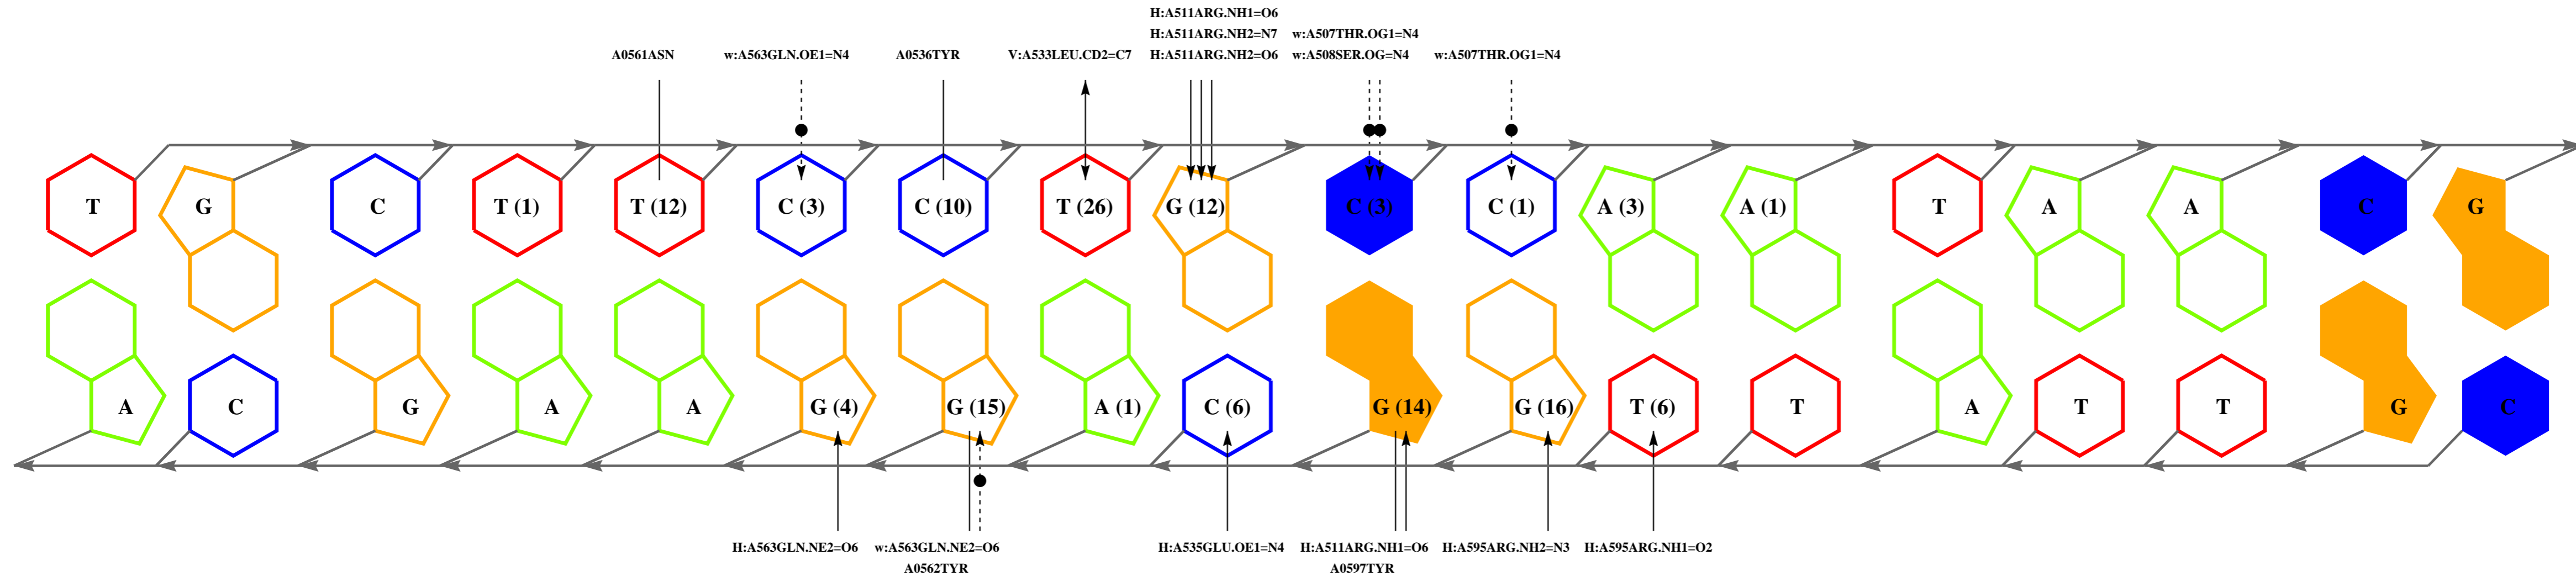 H:A511ARG.NH1=O6
H:A511ARG.NH2=N7 w:A507THR.OG1=N4
A0561ASN w:A563GLN.OE1=N4 A0536TYR V:A533LEU.CD2=C7 H:A511ARG.NH2=O6 w:A508SER.OG=N4 w:A507THR.OG1=N4
T G C T (1) T (12) C (3) C (10) T (26) G (12) C (3) C (1) A (3) A (1) T A A C G
A C G A A G (4) G (15) A (1) C (6) G (14) G (16) T (6) T A T T G C
H:A563GLN.NE2=O6 w:A563GLN.NE2=O6 H:A535GLU.OE1=N4 H:A511ARG.NH1=O6 H:A595ARG.NH2=N3 H:A595ARG.NH1=O2
A0562TYR A0597TYR